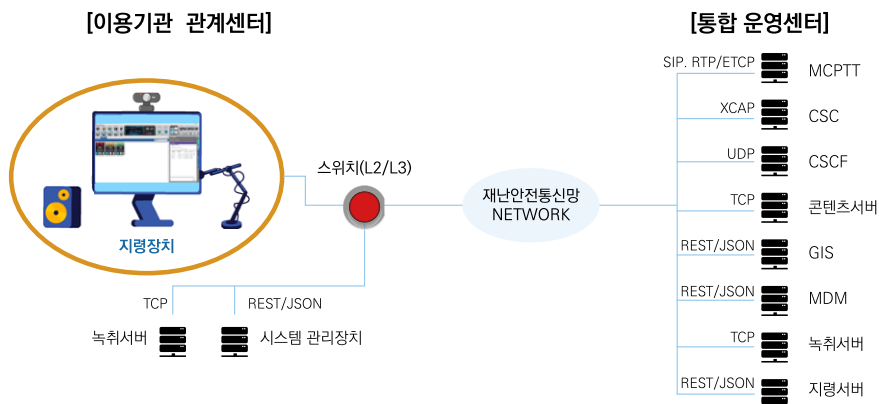 [이용기관 관계센터]
지령장치
스위치(L2/L3)
TCP
REST/JSON
녹취서버
시스템 관리장치
재난안전통신망
NETWORK
[통합 운영센터]
SIP. RTP/ETCP
MCPTT
XCAP
CSC
UDP
CSCF
TCP
콘텐츠서버
REST/JSON
GIS
REST/JSON
MDM
TCP
녹취서버
REST/JSON
지령서버